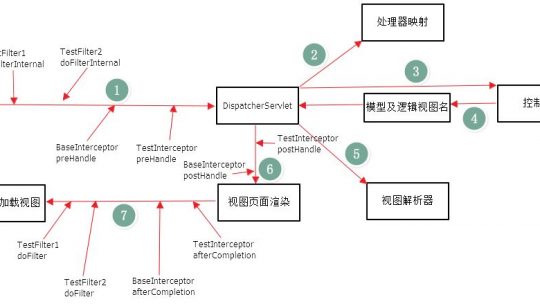 TestFilter2
doFilterInternal
stFilter1
ilterInternal
处理器映射
2
3
1
DispatcherServlet
模型及逻辑视图名
控制
4
BaseInterceptor
preHandle
TestInterceptor
preHandle
TestInterceptor
postHandle
BaseInterceptor
postHandle
6
5
加载视图
7
视图页面渲染
视图解析器
TestFilter1
doFilter
TestFilter2
doFilter
BaseInterceptor
afterCompletion
TestInterceptor
afterCompletion